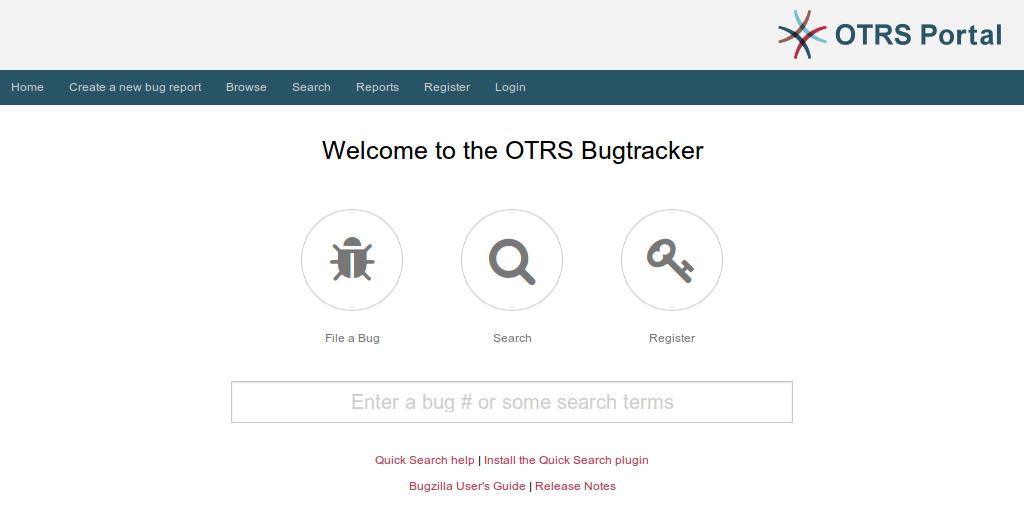 OTRS Portal
Home Create a new bug report Browse Search Reports Register Login
Welcome to the OTRS Bugtracker
File a Bug Search Register
Enter a bug # or some search terms
Quick Search help | Install the Quick Search plugin
Bugzilla User's Guide | Release Notes